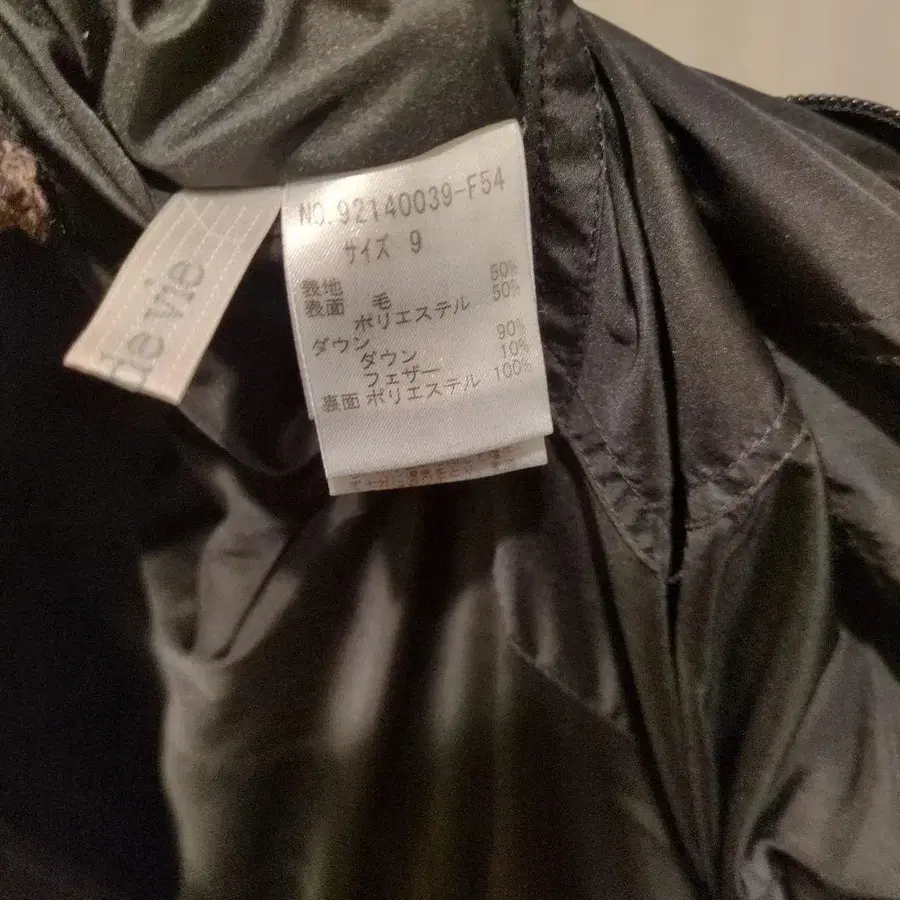 de vie
NO.92140039-F54
サイズ 9
表地 50%
表面 毛 50%
ポリエステル
ダウン 90%
ダウン 10%
フェザー
裏面 ポリエステル 100%